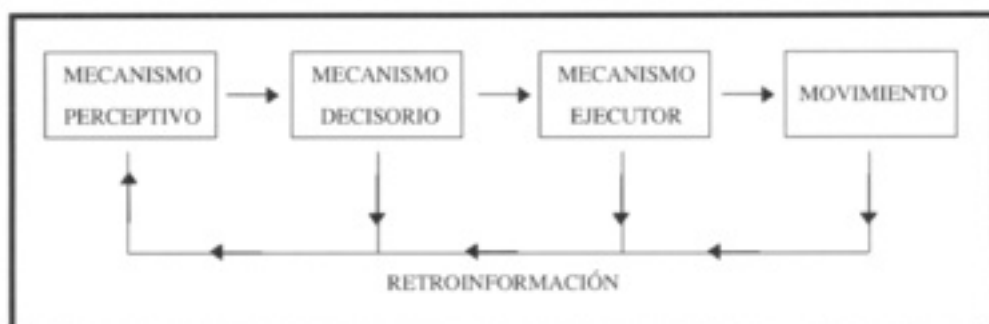 MECANISMO
PERCEPTIVO
MECANISMO
DECISORIO
MECANISMO
EJECUTOR
MOVIMIENTO
RETROINFORMACIÓN